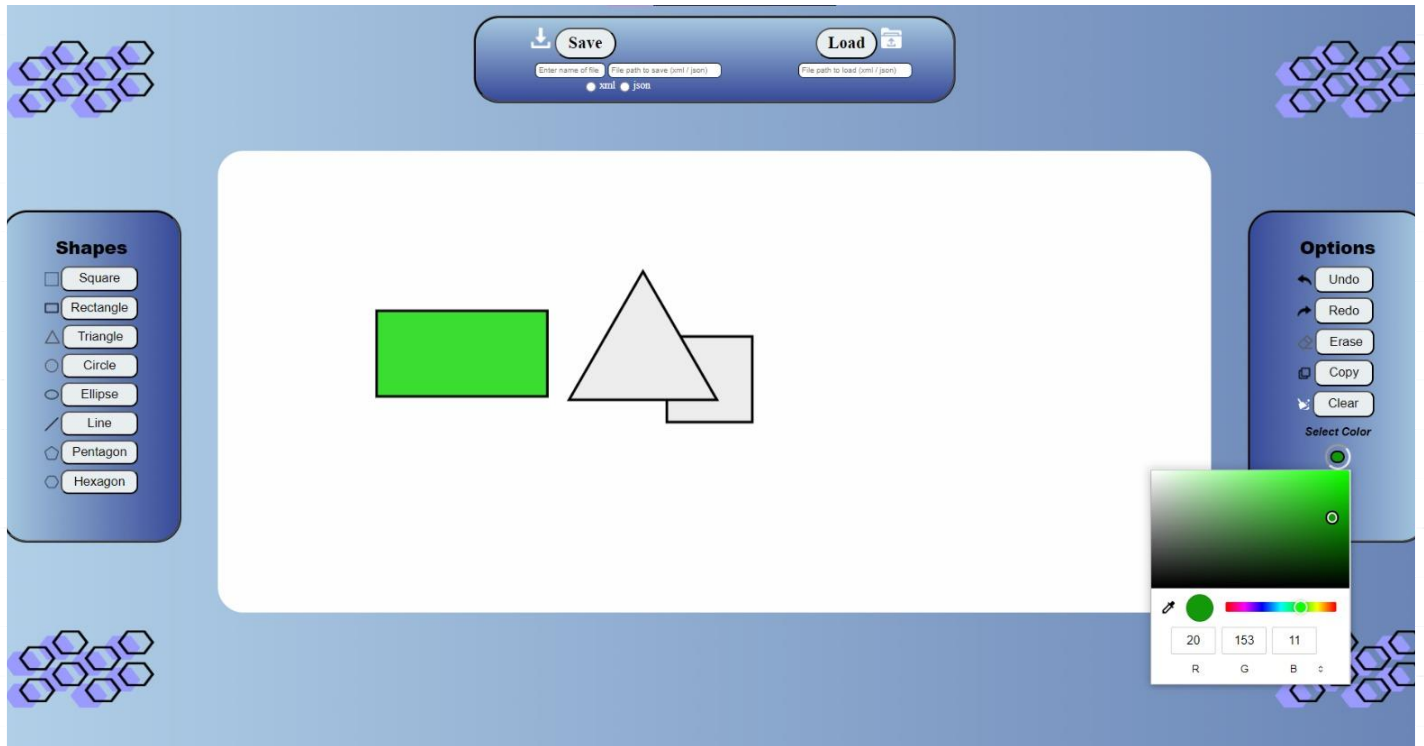 Save
Load
Enter name of file
File path to save (xml / json)
File path to load (xml / json)
xml
json
Shapes
Square
Rectangle
Triangle
Circle
Ellipse
Line
Pentagon
Hexagon
Options
Undo
Redo
Erase
Copy
Clear
Select Color
20 153 11
R G B